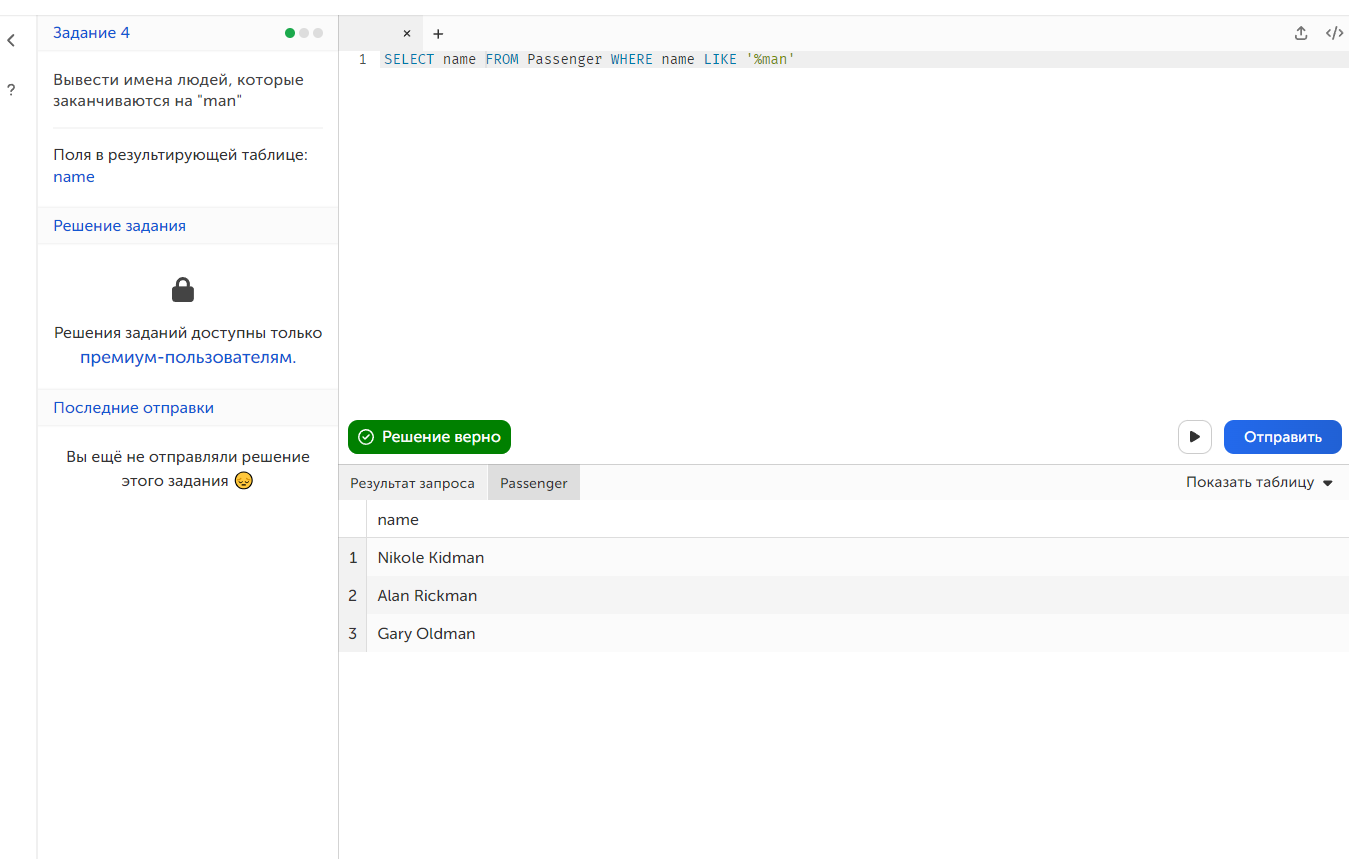 Задание 4
?
Вывести имена людей, которые
заканчиваются на "man"
Поля в результирующей таблице:
name
Решение задания
Решения заданий доступны только
премиум-пользователям.
Последние отправки
Вы ещё не отправляли решение
этого задания 😔
× +
</>
1 SELECT name FROM Passenger WHERE name LIKE '%man'
Решение верно
Отправить
Результат запроса Passenger Показать таблицу
name
1 Nikole Kidman
2 Alan Rickman
3 Gary Oldman